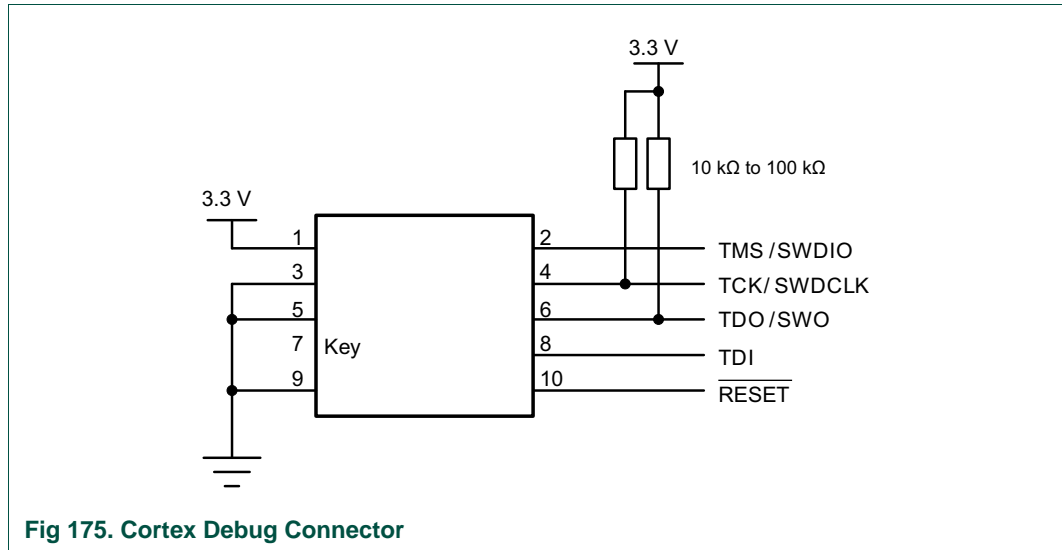 3.3 V
10 kΩ to 100 kΩ
3.3 V
1
2
TMS /SWDIO
3
4
TCK/ SWDCLK
5
6
TDO /SWO
7
Key
8
TDI
9
10
RESET
Fig 175. Cortex Debug Connector